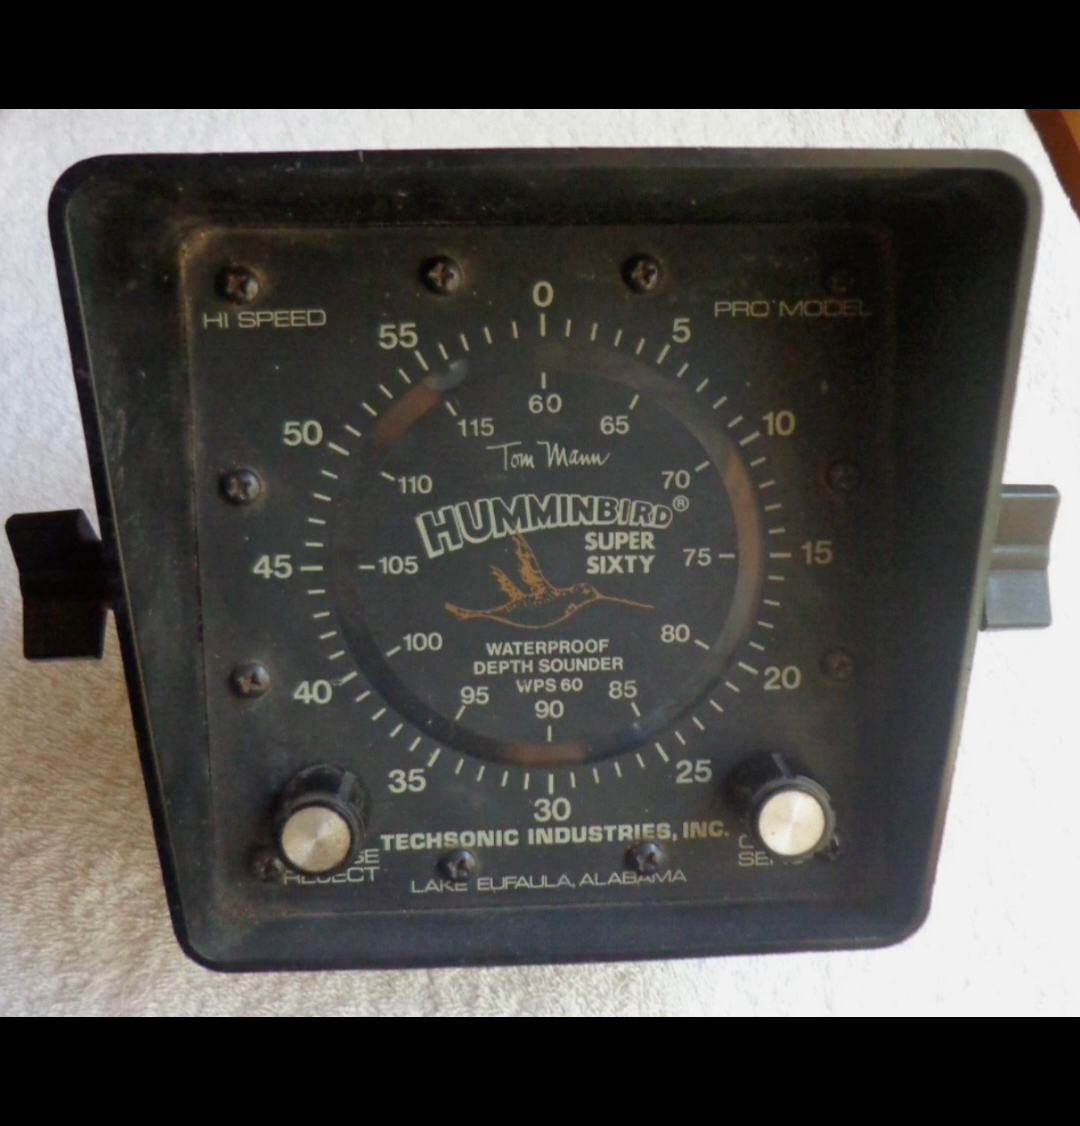 HI SPEED
PRO MODEL
0
5
10
15
20
25
30
35
40
45
50
55
60
65
70
75
80
85
90
95
100
105
110
115
Tom Mann
HUMMINBIRD®
SUPER
SIXTY
WATERPROOF
DEPTH SOUNDER
WPS 60
TECHSONIC INDUSTRIES, INC.
REJECT
LAKE EUFAULA, ALABAMA